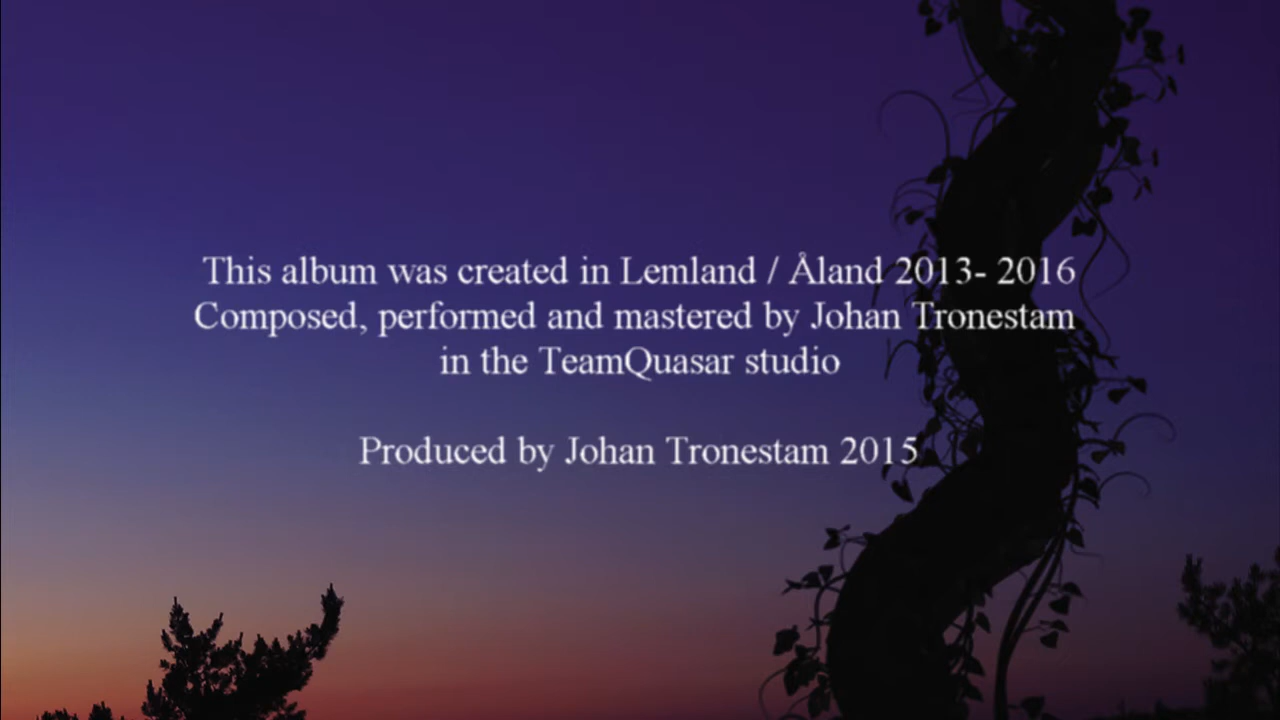 This album was created in Lemland / Åland 2013- 2016
Composed, performed and mastered by Johan Tronestam
in the TeamQuasar studio
Produced by Johan Tronestam 2015